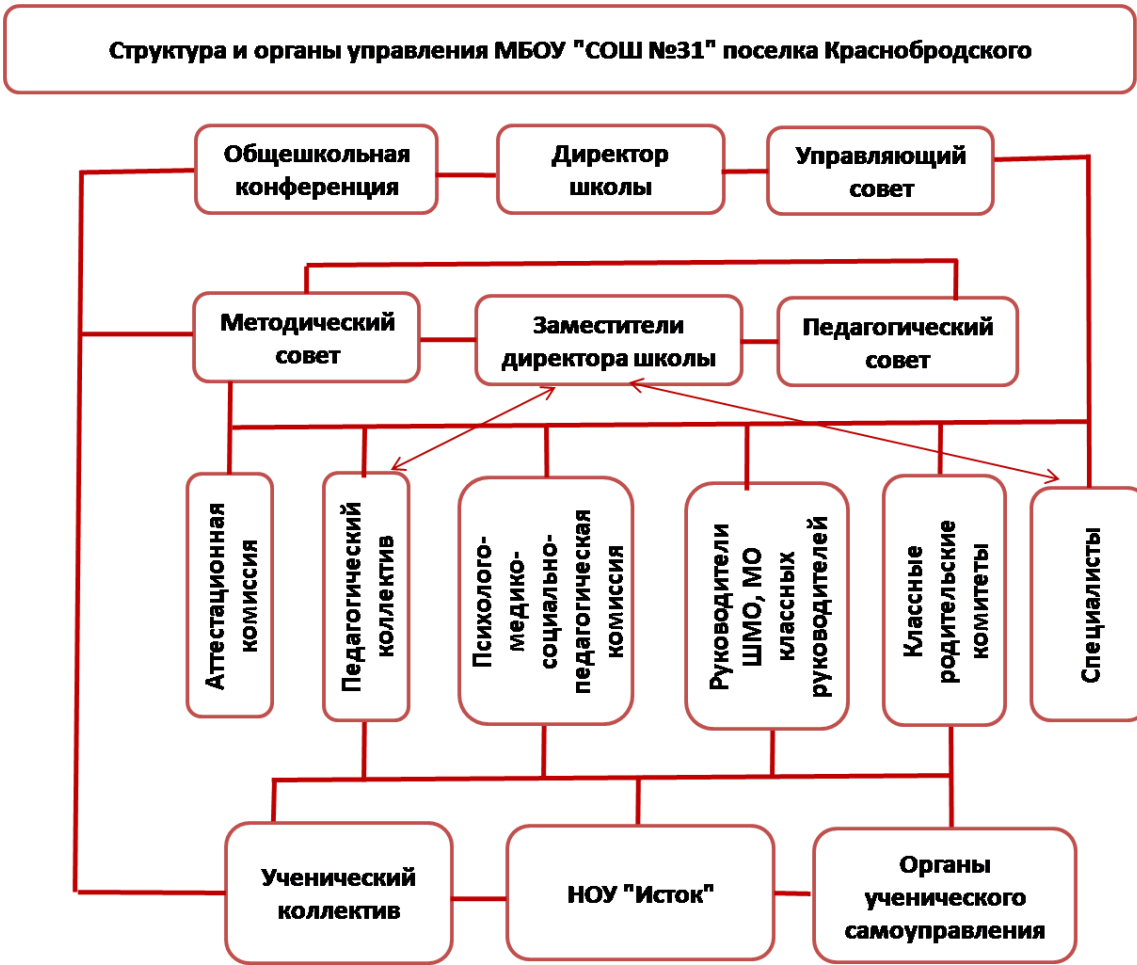 Структура и органы управления МБОУ "СОШ №31" поселка Краснобродского
Общешкольная
конференция
Директор
школы
Управляющий
совет
Методический
совет
Заместители
директора школы
Педагогический
совет
Аттестационная
комиссия
Педагогический
коллектив
Психолого-
медико-
социально-
педагогическая
комиссия
Руководители
ШМО, МО
классных
руководителей
Классные
родительские
комитеты
Специалисты
Ученический
коллектив
НОУ "Исток"
Органы
ученического
самоуправления